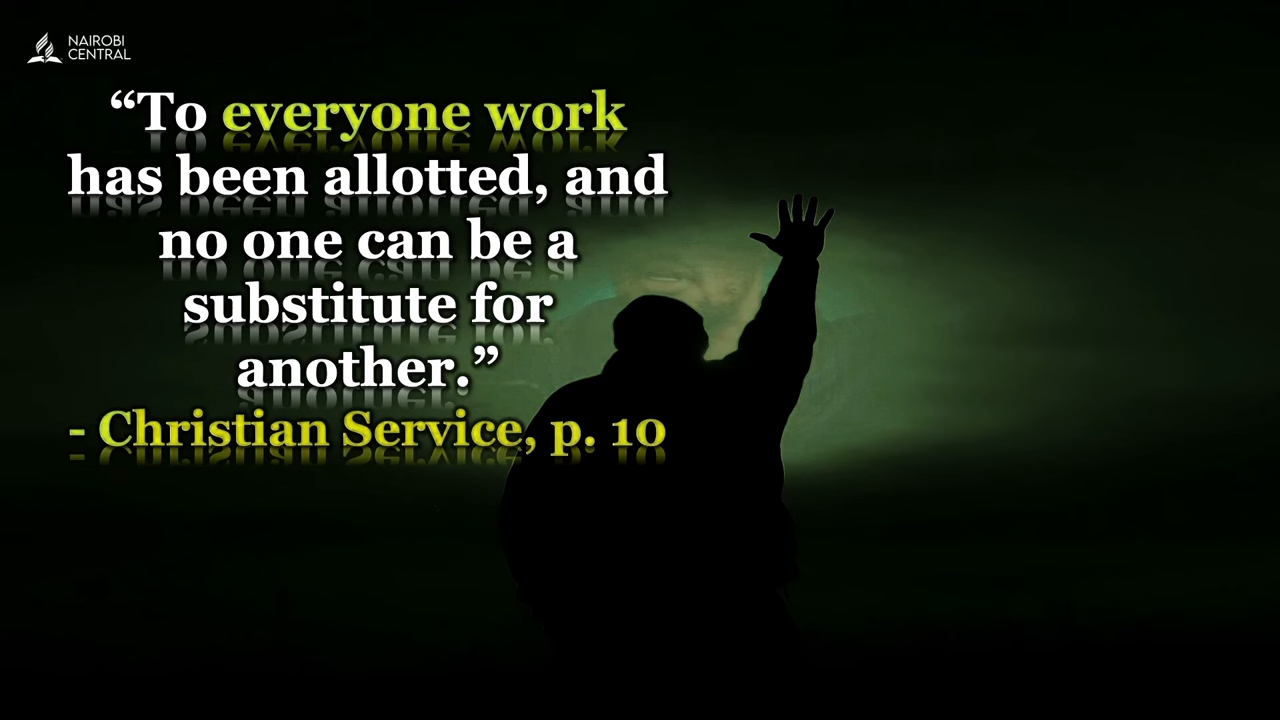 NAIROBI
CENTRAL
“To everyone work
has been allotted, and
no one can be a
substitute for
another.”
- Christian Service, p. 10